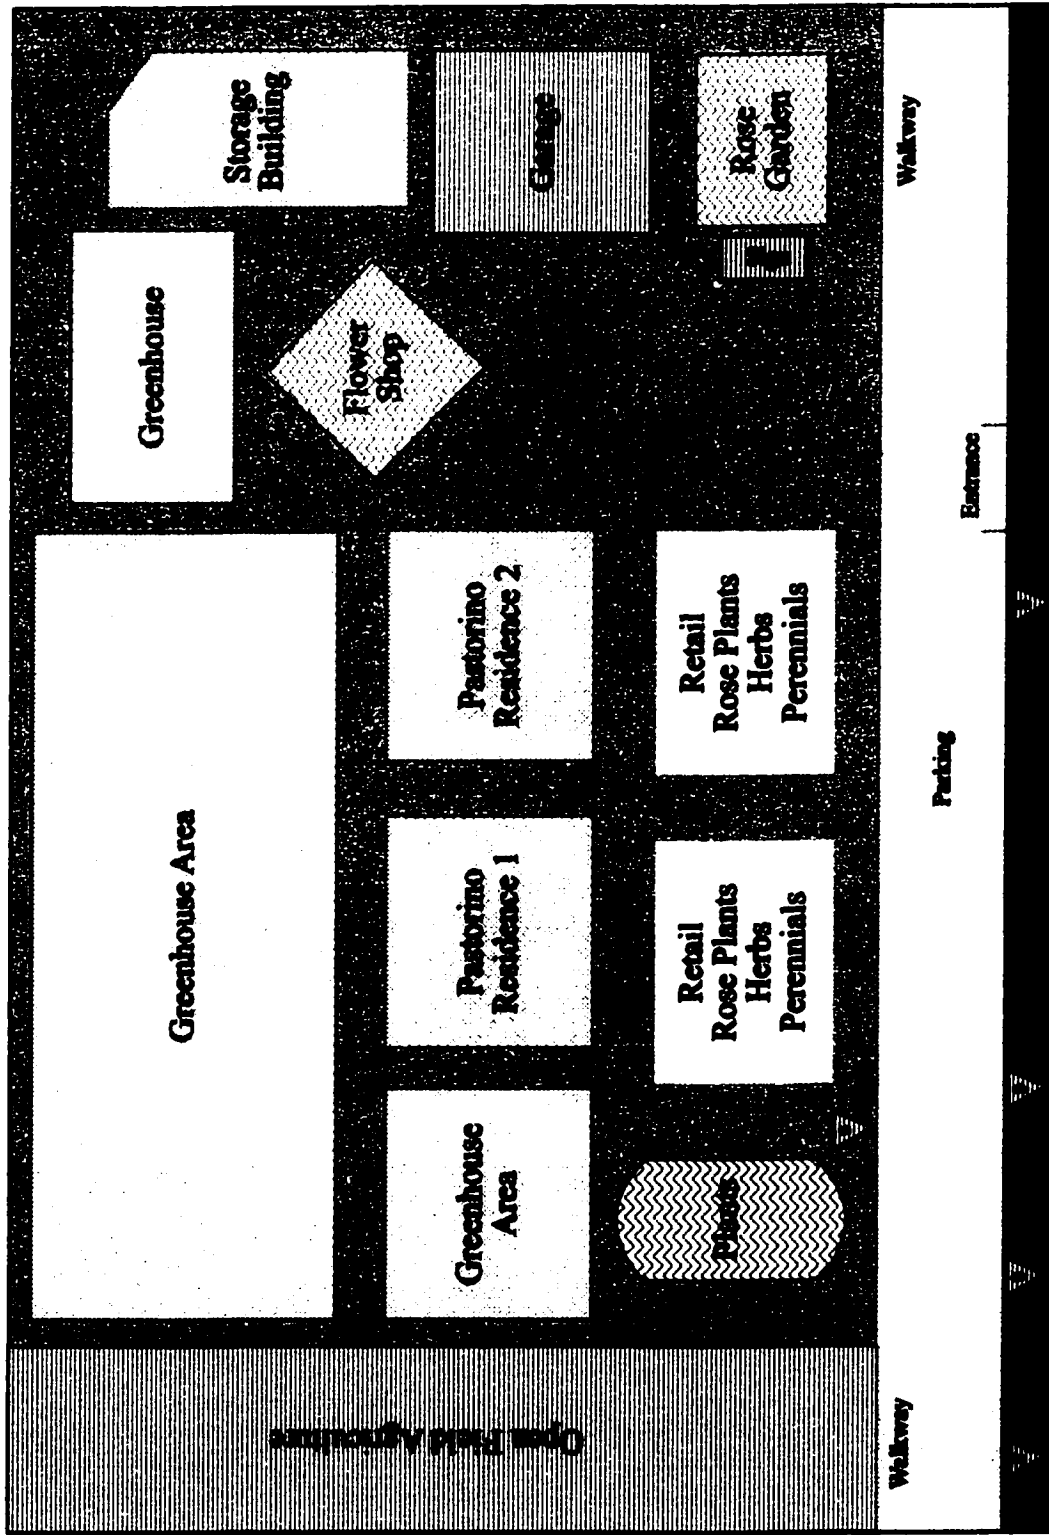 Storage
Building
Garage
Rose
Garden
Walkway
Greenhouse
Flower
Shop
Entrance
Greenhouse Area
Pastorino
Residence 2
Retail
Rose Plants
Herbs
Perennials
Parking
Pastorino
Residence 1
Retail
Rose Plants
Herbs
Perennials
Greenhouse
Area
Plants
Open Field Agriculture
Walkway